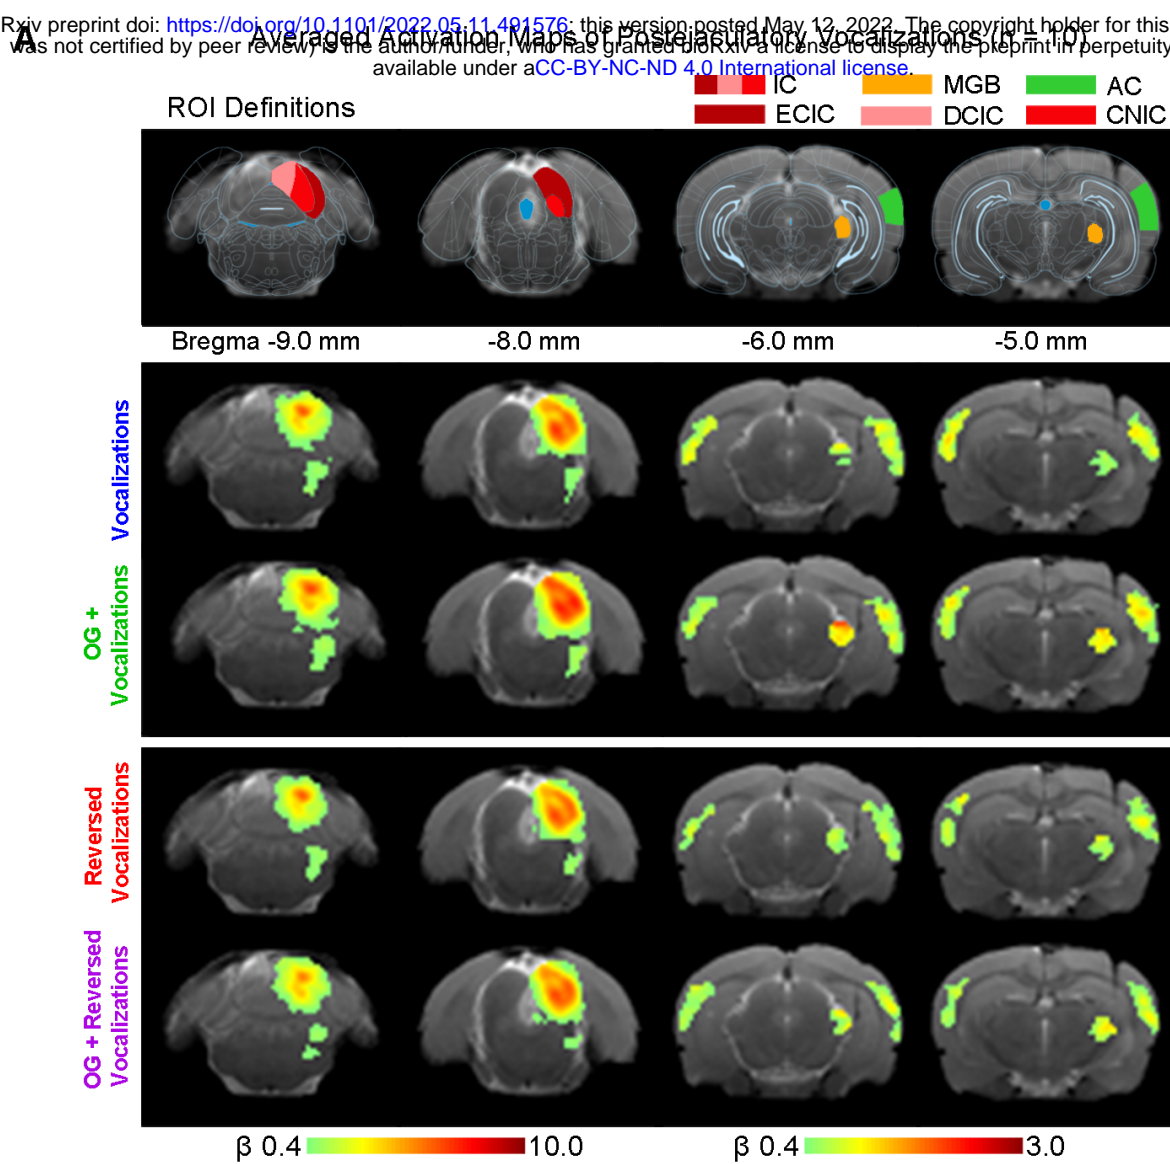 Rxiv preprint doi: https://doi.org/10.1101/2022.05.11.491576; this version posted May 12, 2022. The copyright holder for this
A Averaged Activation Maps of Postejaculatory Vocalizations (n = 10)
was not certified by peer review) is the author/funder, who has granted bioRxiv a license to display the preprint in perpetuity
available under aCC-BY-NC-ND 4.0 International license.
IC MGB AC
ROI Definitions
ECIC DCIC CNIC
Bregma -9.0 mm -8.0 mm -6.0 mm -5.0 mm
Vocalizations
OG +
Vocalizations
Reversed
Vocalizations
OG + Reversed
Vocalizations
β 0.4 10.0 β 0.4 3.0